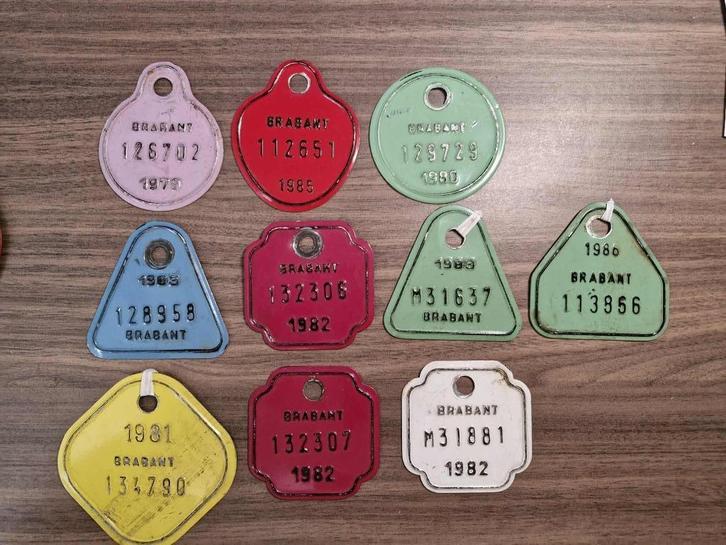 BRABANT
126702
1979
BRABANT
112651
1985
BRABANT
129729
1980
1983
128958
BRABANT
BRABANT
132306
1982
1983
M31637
BRABANT
1986
BRABANT
113866
1981
BRABANT
134790
BRABANT
132307
1982
BRABANT
M31881
1982